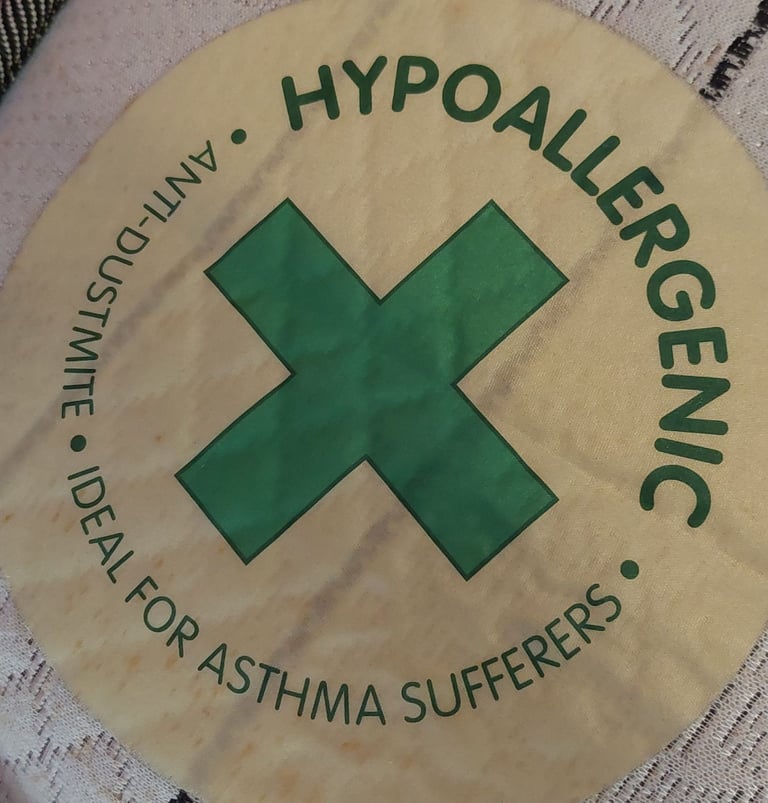 HYPOALLERGENIC
• IDEAL FOR ASTHMA SUFFERERS •
ANTI-DUSTMITE •